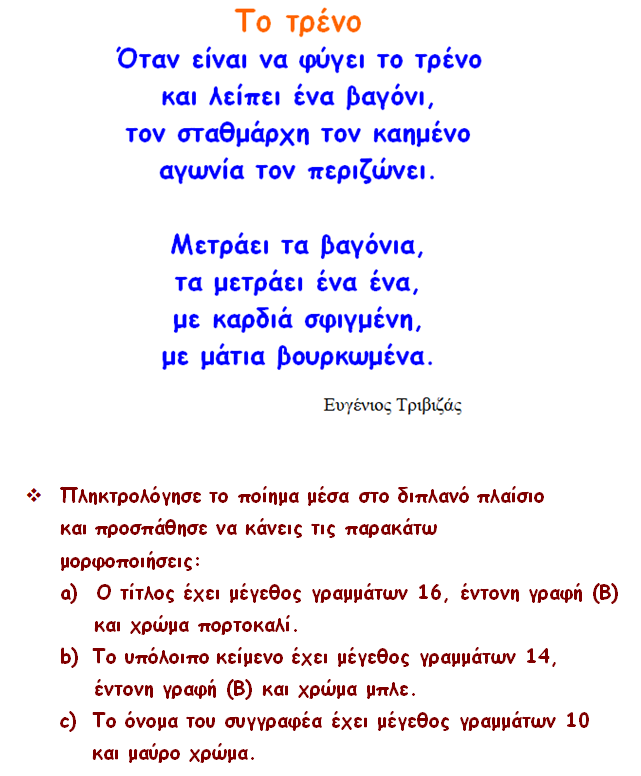 Το τρένο
Όταν είναι να φύγει το τρένο
και λείπει ένα βαγόνι,
τον σταθμάρχη τον καημένο
αγωνία τον περιζώνει.
Μετράει τα βαγόνια,
τα μετράει ένα ένα,
με καρδιά σφιγμένη,
με μάτια βουρκωμένα.
Ευγένιος Τριβιζάς
❖ Πληκτρολόγησε το ποίημα μέσα στο διπλανό πλαίσιο
και προσπάθησε να κάνεις τις παρακάτω
μορφοποιήσεις:
a) Ο τίτλος έχει μέγεθος γραμμάτων 16, έντονη γραφή (Β)
και χρώμα πορτοκαλί.
b) Το υπόλοιπο κείμενο έχει μέγεθος γραμμάτων 14,
έντονη γραφή (Β) και χρώμα μπλε.
c) Το όνομα του συγγραφέα έχει μέγεθος γραμμάτων 10
και μαύρο χρώμα.